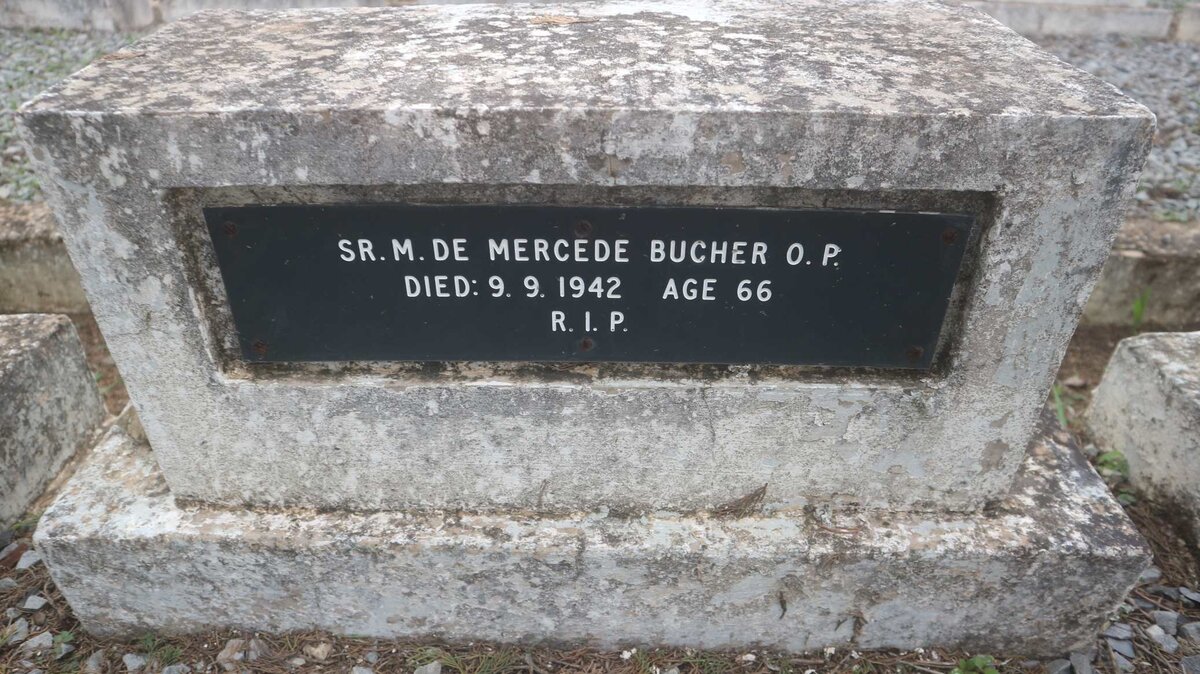 SR. M. DE MERCEDE BUCHER O. P.
DIED: 9. 9. 1942 AGE 66
R. I. P.